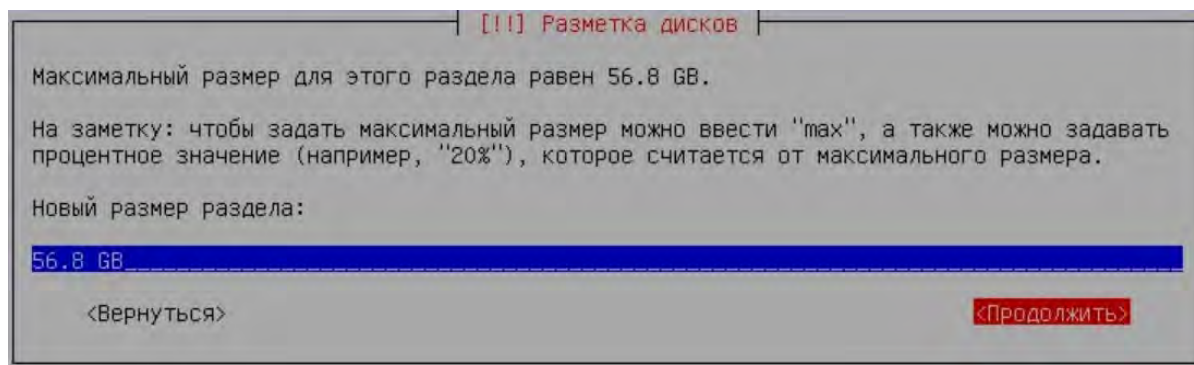 [!!] Разметка дисков
Максимальный размер для этого раздела равен 56.8 GB.
На заметку: чтобы задать максимальный размер можно ввести "max", а также можно задавать
процентное значение (например, "20%"), которое считается от максимального размера.
Новый размер раздела:
56.8 GB
<Вернуться> <Продолжить>